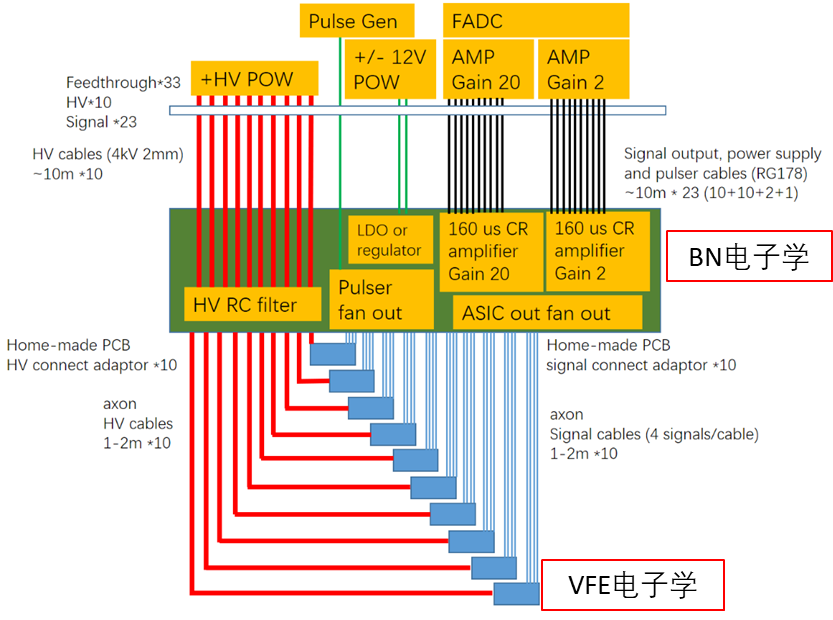 Pulse Gen
FADC
+HV POW
+/- 12V
POW
AMP
Gain 20
AMP
Gain 2
Feedthrough*33
HV*10
Signal *23
HV cables (4kV 2mm)
~10m *10
Signal output, power supply
and pulser cables (RG178)
~10m * 23 (10+10+2+1)
LDO or
regulator
160 us CR
amplifier
Gain 20
160 us CR
amplifier
Gain 2
BN电子学
HV RC filter
Pulser
fan out
ASIC out fan out
Home-made PCB
HV connect adaptor *10
Home-made PCB
signal connect adaptor *10
axon
HV cables
1-2m *10
axon
Signal cables (4 signals/cable)
1-2m *10
VFE电子学